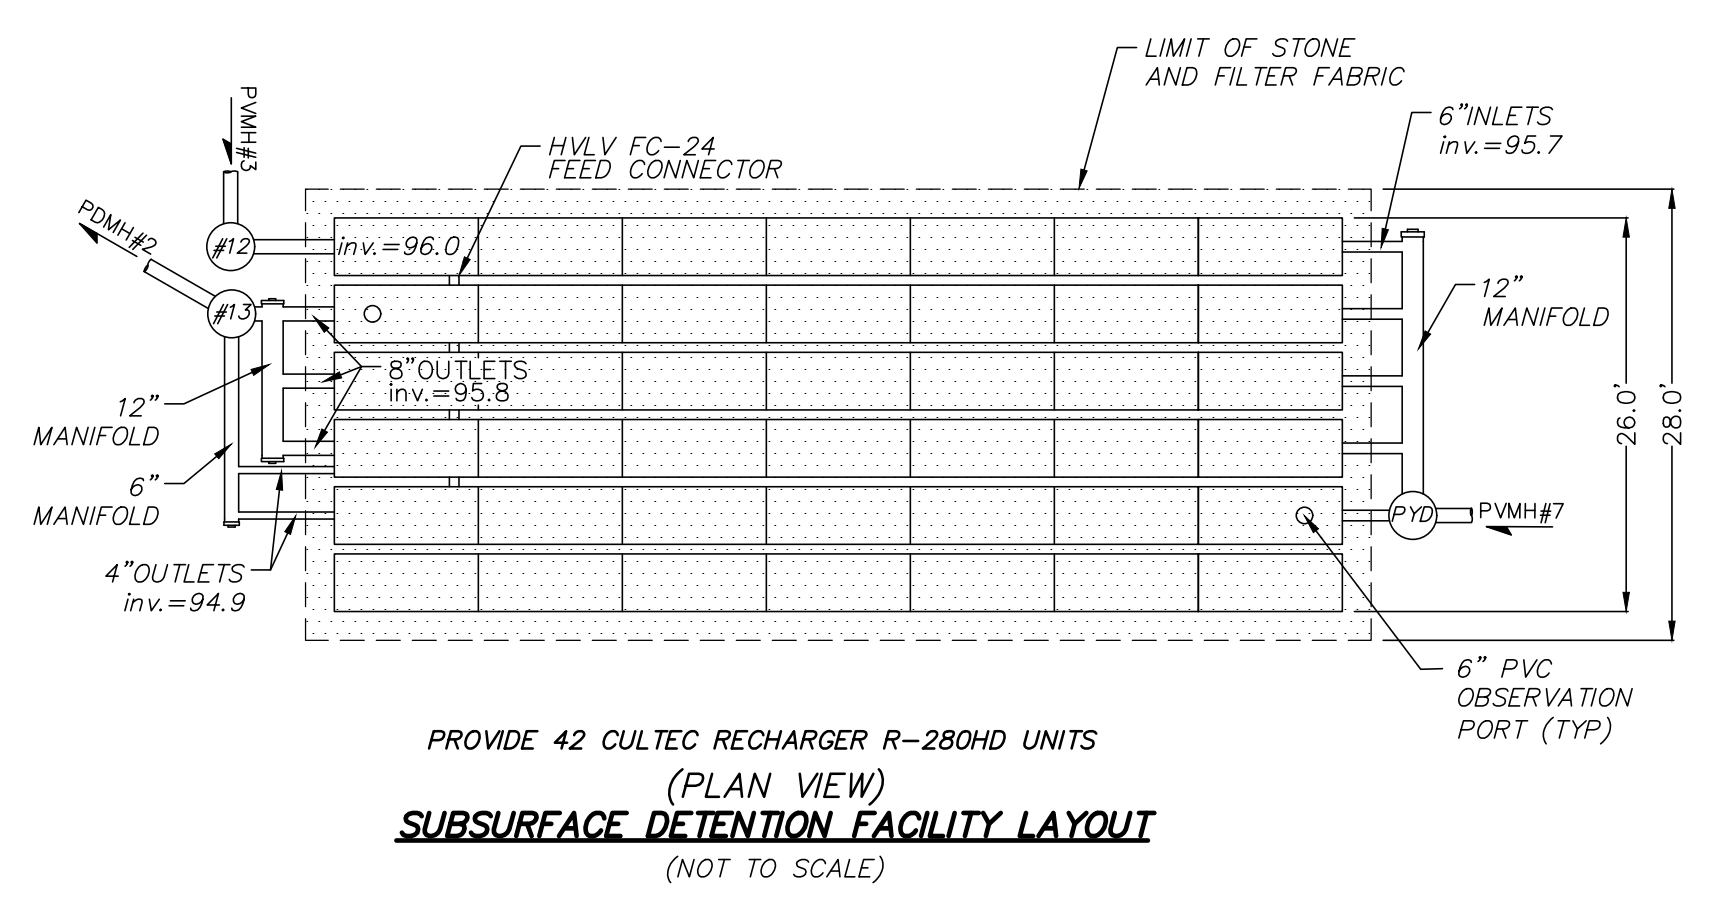 LIMIT OF STONE
AND FILTER FABRIC
6"INLETS
inv.=95.7
PVMH#3
HVLV FC-24
FEED CONNECTOR
PDMH#2
#12
inv.=96.0
#13
12"
MANIFOLD
8"OUTLETS
inv.=95.8
12"
MANIFOLD
26.0'
28.0'
6"
MANIFOLD
PYD
PVMH#7
4"OUTLETS
inv.=94.9
6" PVC
OBSERVATION
PORT (TYP)
PROVIDE 42 CULTEC RECHARGER R-280HD UNITS
(PLAN VIEW)
SUBSURFACE DETENTION FACILITY LAYOUT
(NOT TO SCALE)